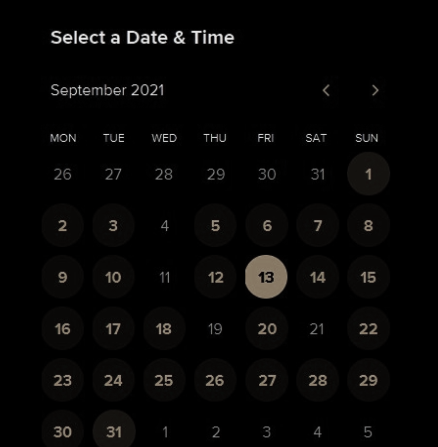 Select a Date & Time
September 2021
MON TUE WED THU FRI SAT SUN
26 27 28 29 30 31 1
2 3 4 5 6 7 8
9 10 11 12 13 14 15
16 17 18 19 20 21 22
23 24 25 26 27 28 29
30 31 1 2 3 4 5